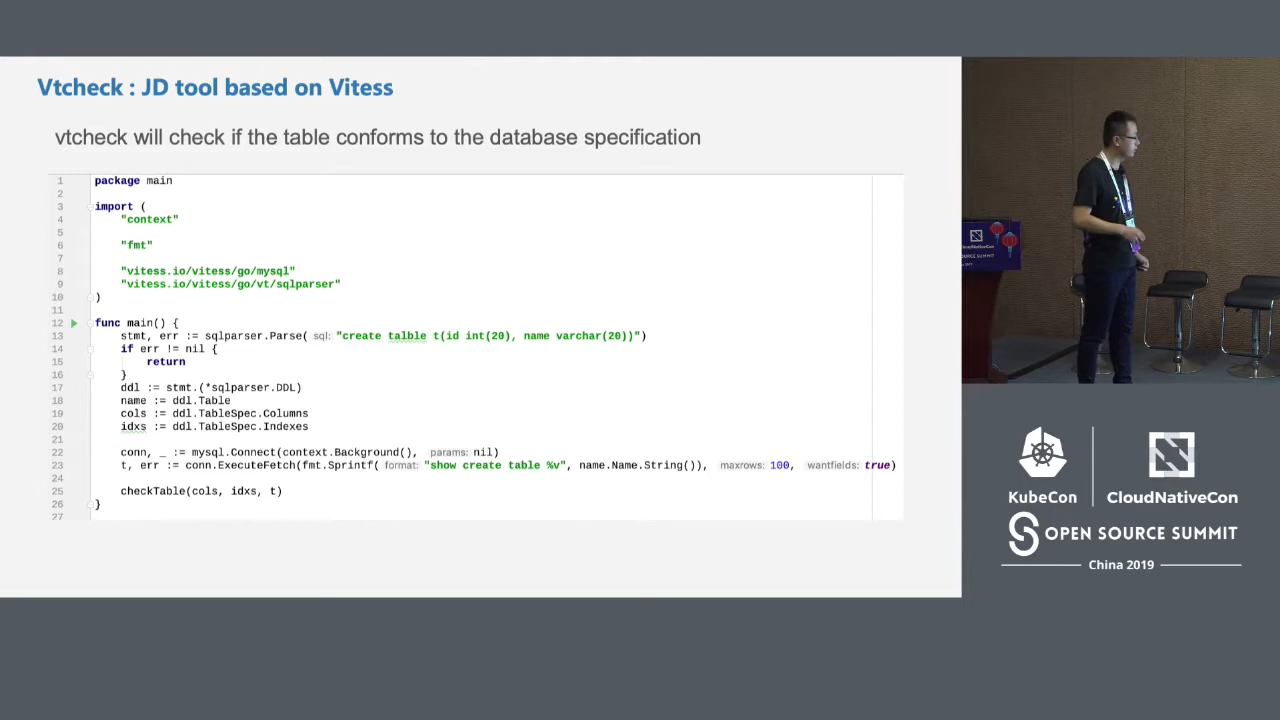 Vtcheck : JD tool based on Vitess
vtcheck will check if the table conforms to the database specification
1 package main
2
3 import (
4 "context"
5
6 "fmt"
7
8 "vitess.io/vitess/go/mysql"
9 "vitess.io/vitess/go/vt/sqlparser"
10 )
11
12 func main() {
13 stmt, err := sqlparser.Parse( sql: "create talble t(id int(20), name varchar(20))")
14 if err != nil {
15 return
16 }
17 ddl := stmt.(*sqlparser.DDL)
18 name := ddl.Table
19 cols := ddl.TableSpec.Columns
20 idxs := ddl.TableSpec.Indexes
21
22 conn, _ := mysql.Connect(context.Background(), params: nil)
23 t, err := conn.ExecuteFetch(fmt.Sprintf( format: "show create table %v", name.Name.String()), maxrows: 100, wantfields: true)
24
25 checkTable(cols, idxs, t)
26 }
27
CloudNativeCon
SOURCE SUMMIT
KubeCon
CloudNativeCon
OPEN SOURCE SUMMIT
China 2019